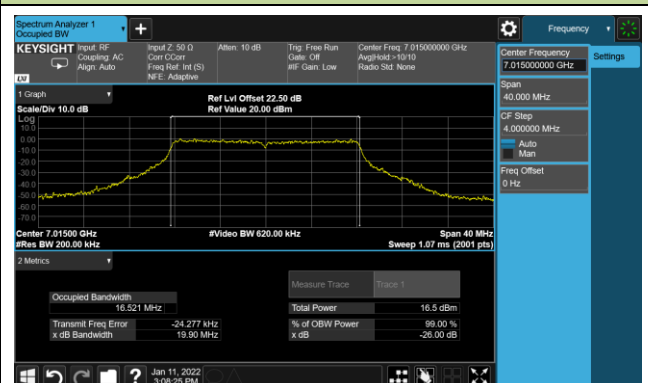 Spectrum Analyzer 1
Occupied BW
Frequency
KEYSIGHT
Input: RF
Coupling: AC
Align: Auto
Input Z: 50 Ω
Corr CCorr
Freq Ref: Int (S)
NFE: Adaptive
Atten: 10 dB
Trig: Free Run
Gate: Off
#IF Gain: Low
Center Freq: 7.015000000 GHz
Avg|Hold:>10/10
Radio Std: None
LXI
Center Frequency
7.015000000 GHz
Settings
Span
40.000 MHz
CF Step
4.000000 MHz
Auto
Man
Freq Offset
0 Hz
1 Graph
Scale/Div 10.0 dB
Ref Lvl Offset 22.50 dB
Ref Value 20.00 dBm
Log
10.0
0.00
-10.0
-20.0
-30.0
-40.0
-50.0
-60.0
-70.0
Center 7.01500 GHz
#Res BW 200.00 kHz
#Video BW 620.00 kHz
Span 40 MHz
Sweep 1.07 ms (2001 pts)
2 Metrics
Measure Trace
Trace 1
Occupied Bandwidth
16.521 MHz
Total Power
16.5 dBm
Transmit Freq Error
-24.277 kHz
% of OBW Power
99.00 %
x dB Bandwidth
19.90 MHz
x dB
-26.00 dB
?
Jan 11, 2022
3:08:25 PM